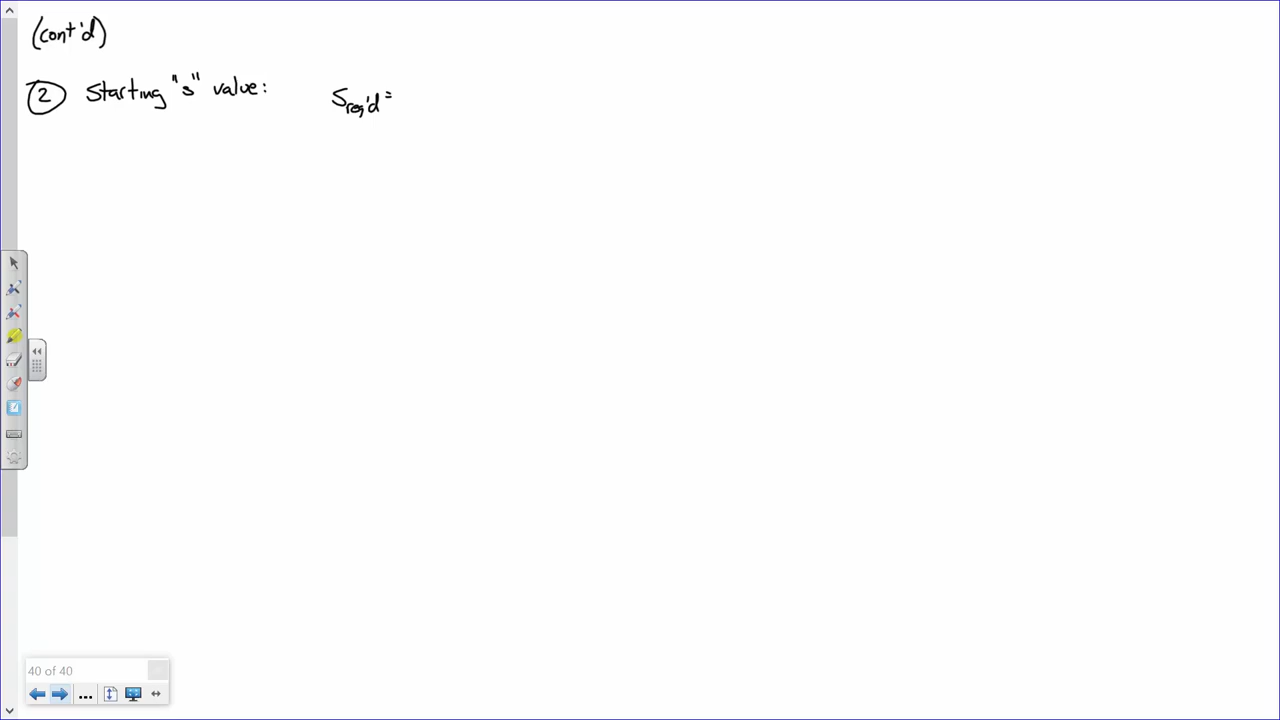 (cont'd)
② Starting "s" value: Sreq'd =
40 of 40
...